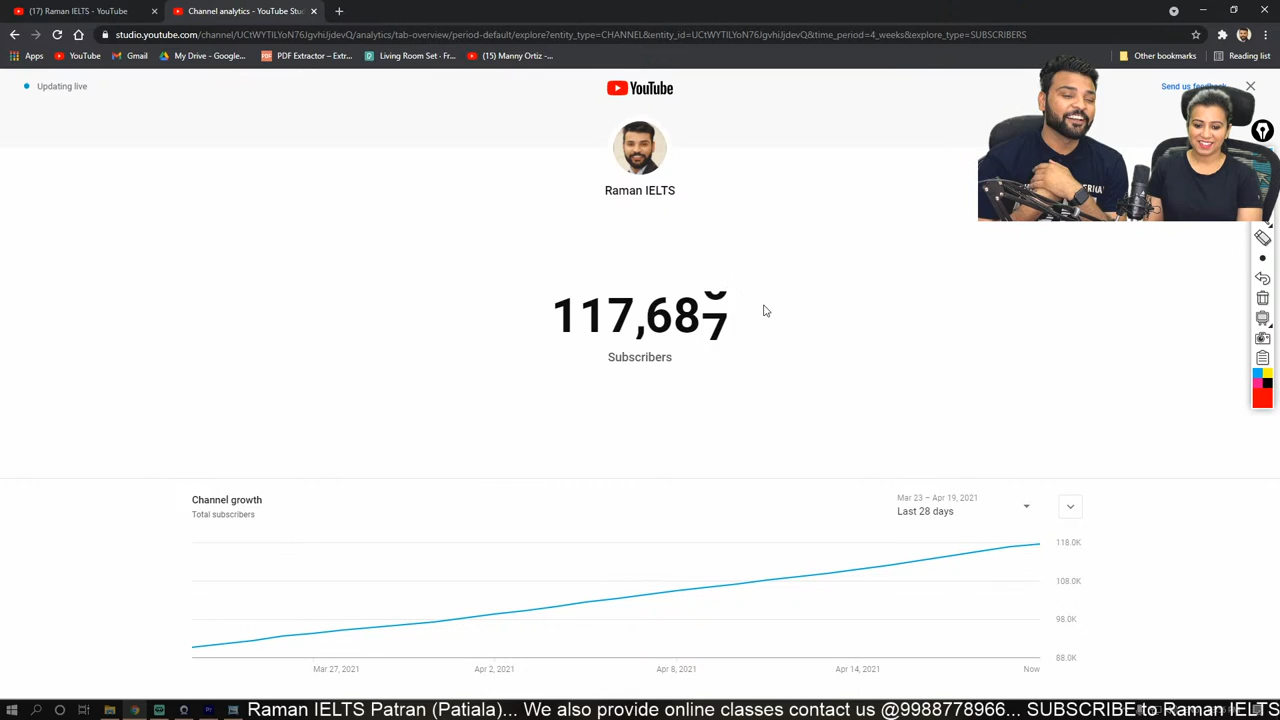 (17) Raman IELTS - YouTube
Channel analytics - YouTube Stud
studio.youtube.com/channel/UCtWYTILYoN76JgvhiJjdevQ/analytics/tab-overview/period-default/explore?entity_type=CHANNEL&entity_id=UCtWYTILYoN76JgvhiJjdevQ&time_period=4_weeks&explore_type=SUBSCRIBERS
Apps YouTube Gmail My Drive - Google... PDF Extractor – Extr... Living Room Set - Fr... (15) Manny Ortiz -... Other bookmarks Reading list
Updating live
YouTube
Send us
Raman IELTS
117,687
Subscribers
Channel growth
Total subscribers
Mar 23 – Apr 19, 2021
Last 28 days
118.0K
108.0K
98.0K
88.0K
Mar 27, 2021 Apr 2, 2021 Apr 8, 2021 Apr 14, 2021 Now
Raman IELTS Patran (Patiala)... We also provide online classes contact us @9988778966... SUBSCRIBE to Raman IELTS